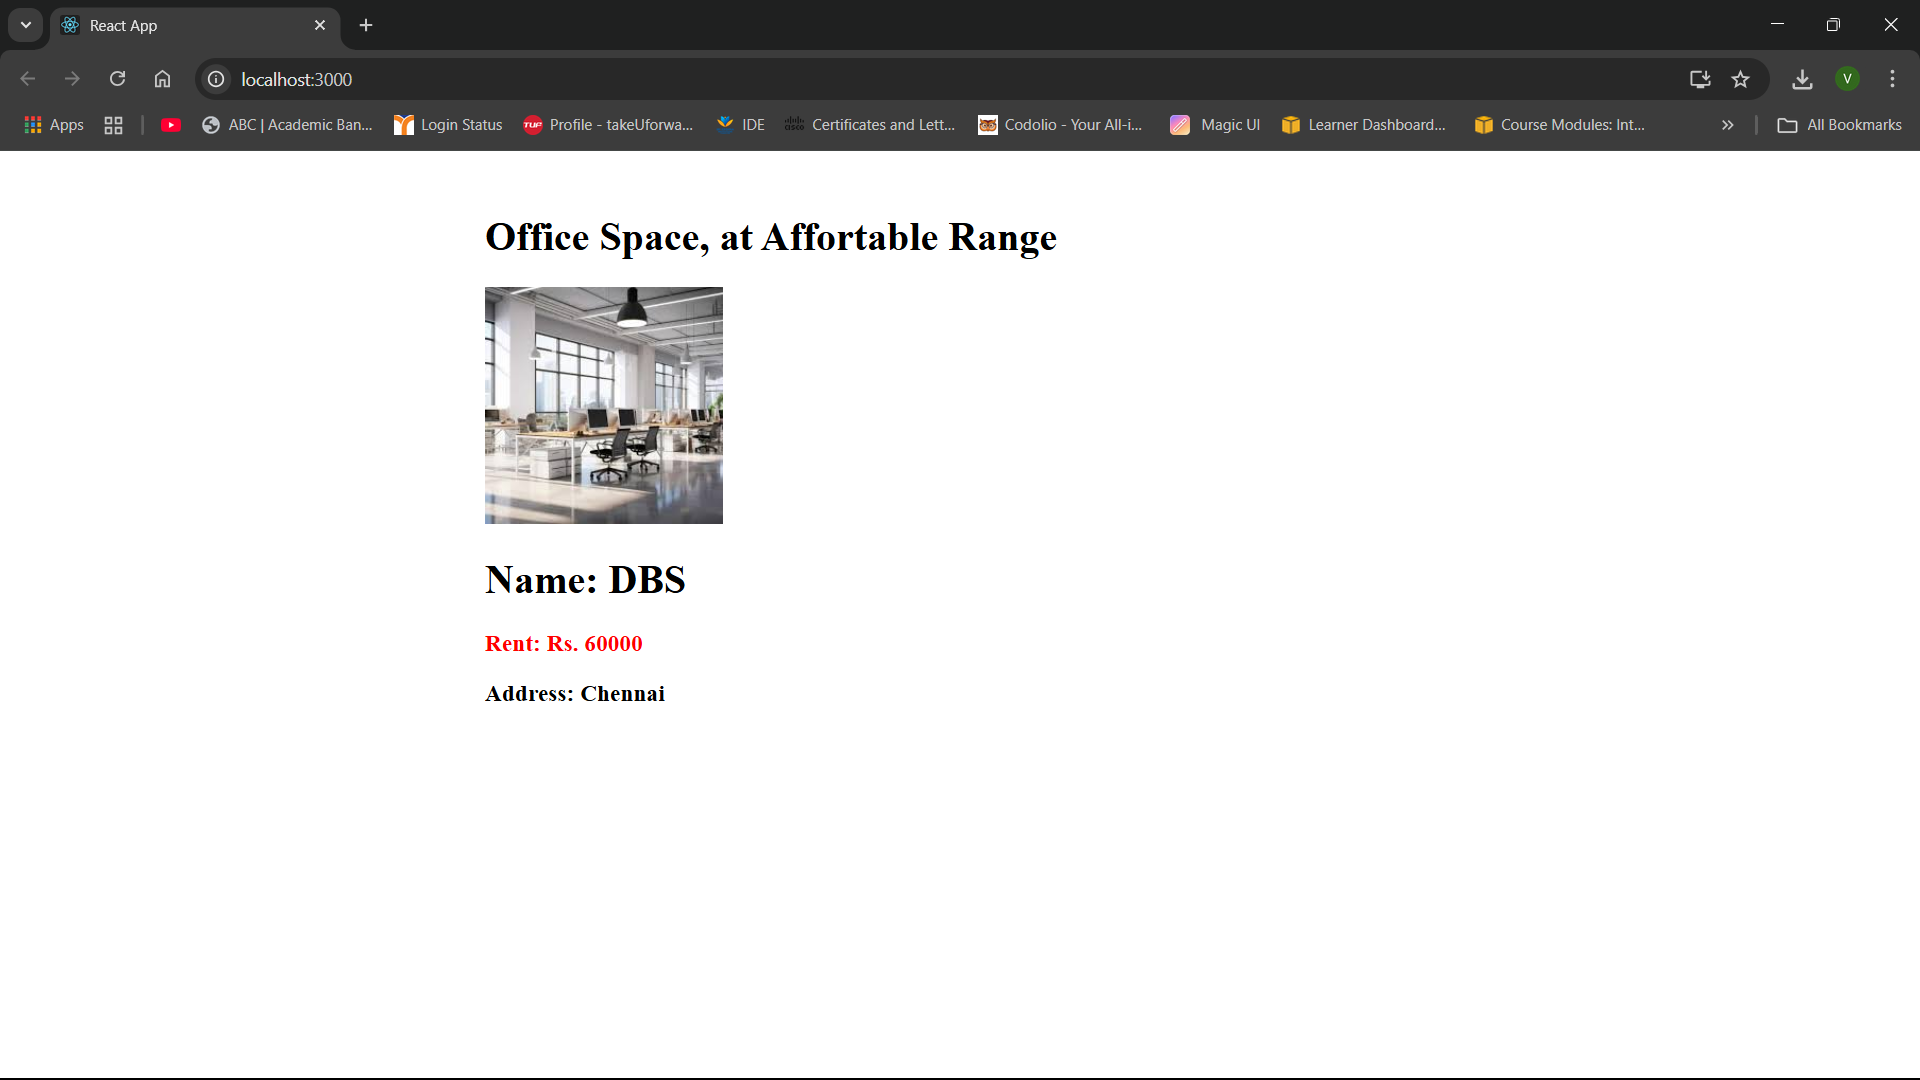 React App
localhost:3000
V
Apps
ABC | Academic Ban...
Login Status
TUF
Profile - takeUforwa...
IDE
Certificates and Lett...
Codolio - Your All-i...
Magic UI
Learner Dashboard...
Course Modules: Int...
All Bookmarks
Office Space, at Affortable Range
Name: DBS
Rent: Rs. 60000
Address: Chennai